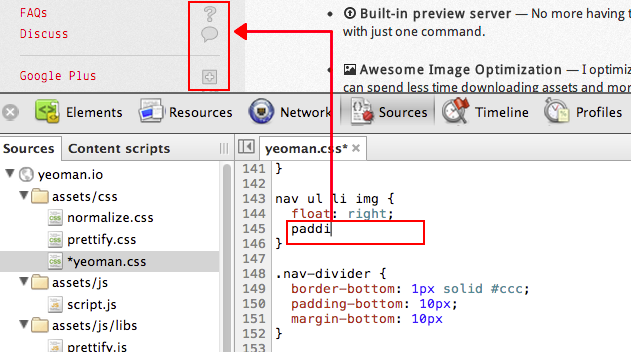 FAQs
Discuss
Google Plus
Built-in preview server — No more having t
with just one command.
Awesome Image Optimization — I optimi
can spend less time downloading assets and mor
Elements Resources Network Sources Timeline Profiles
Sources Content scripts
yeoman.css*
yeoman.io
assets/css
normalize.css
prettify.css
*yeoman.css
assets/js
script.js
assets/js/libs
prettify.js
141 }
142
143 nav ul li img {
144 float: right;
145 paddi
146 }
147
148 .nav-divider {
149 border-bottom: 1px solid #ccc;
150 padding-bottom: 10px;
151 margin-bottom: 10px
152 }
153